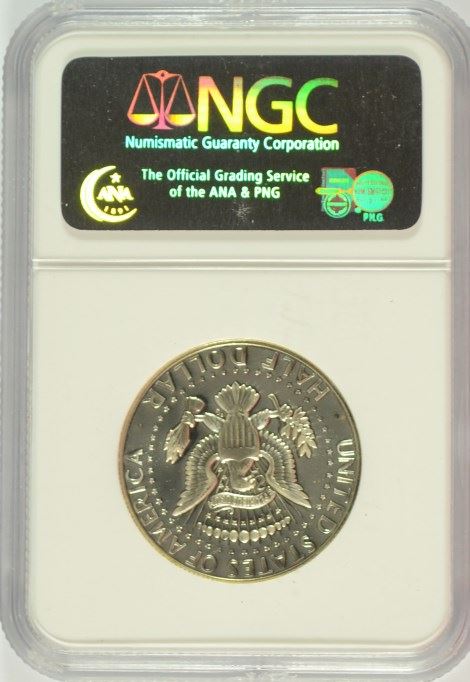 NGC
Numismatic Guaranty Corporation
The Official Grading Service
of the ANA & PNG
ANA
P.N.G.
UNITED STATES OF AMERICA
HALF DOLLAR